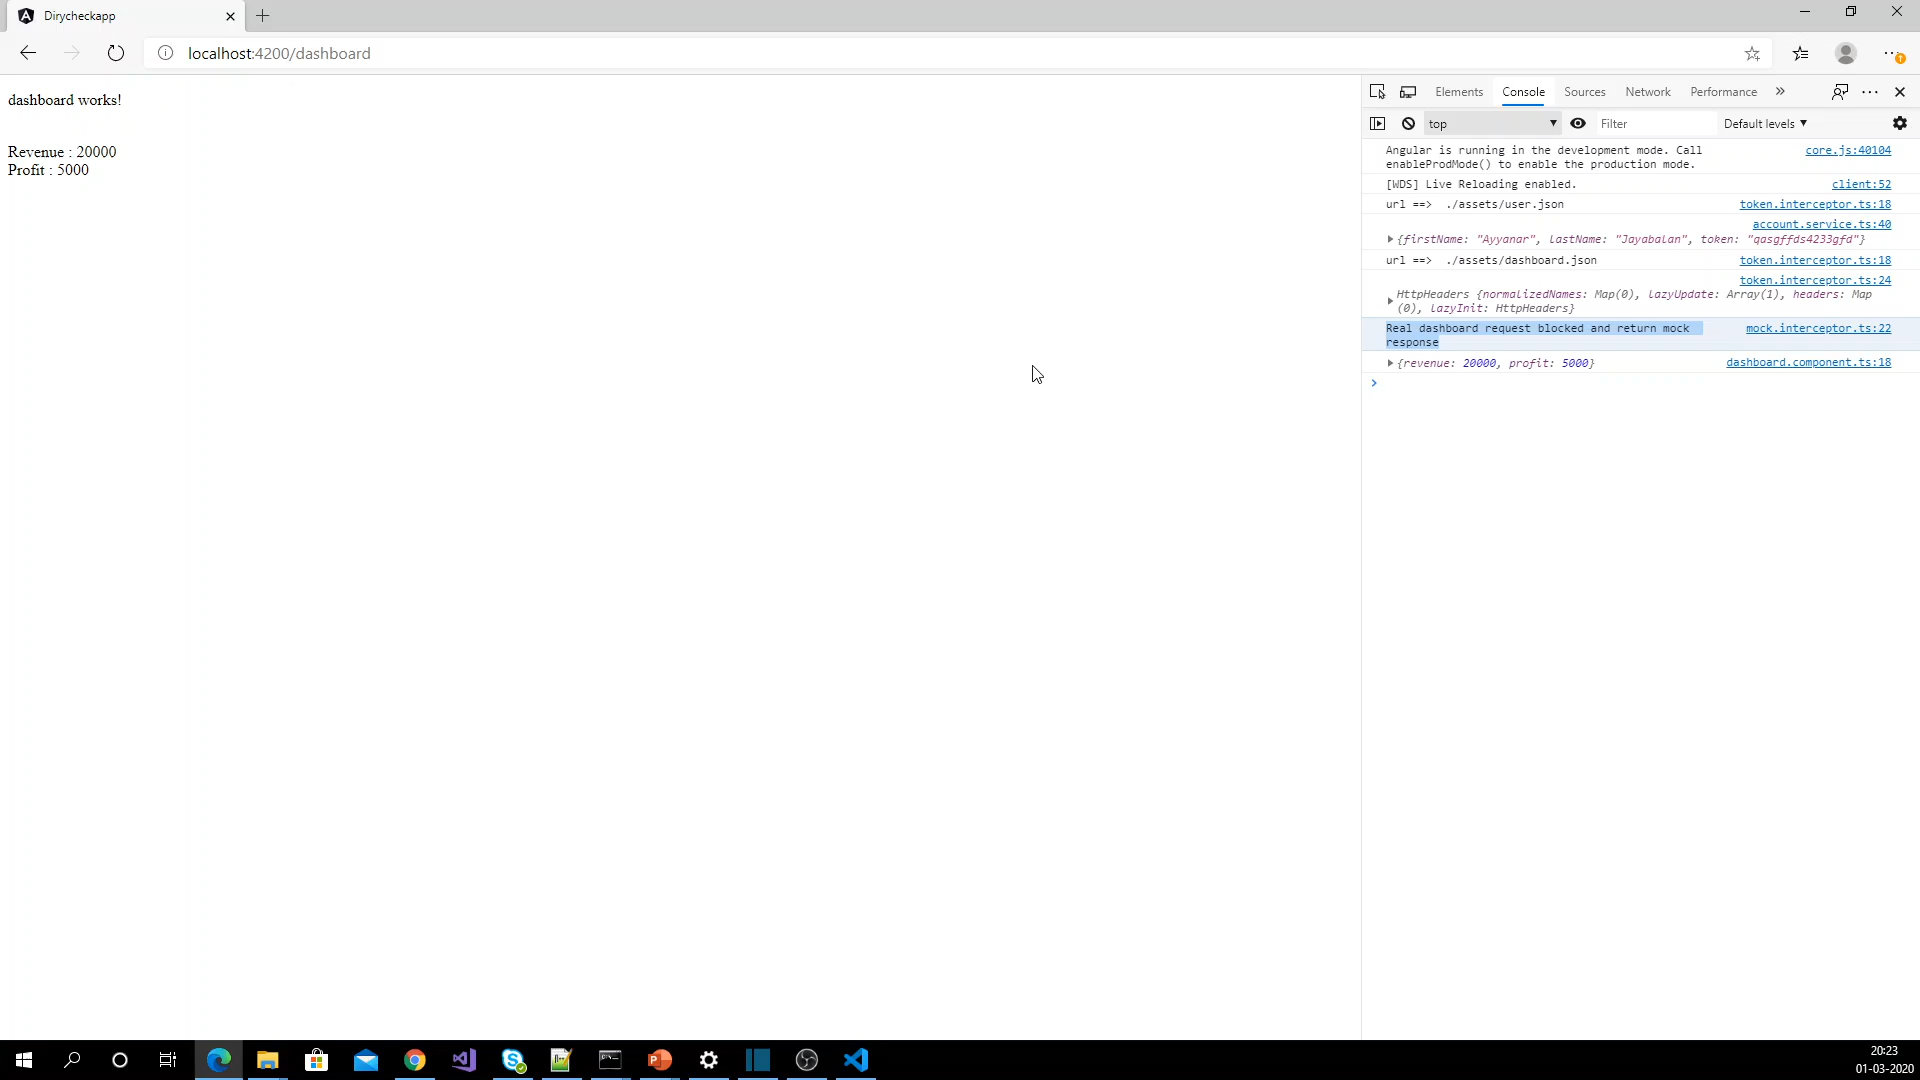 Dirycheckapp
localhost:4200/dashboard
dashboard works!
Revenue : 20000
Profit : 5000
Elements Console Sources Network Performance
top Filter Default levels
Angular is running in the development mode. Call core.js:40104
enableProdMode() to enable the production mode.
[WDS] Live Reloading enabled. client:52
url ==> ./assets/user.json token.interceptor.ts:18
account.service.ts:40
{firstName: "Ayyanar", lastName: "Jayabalan", token: "qasgffds4233gfd"}
url ==> ./assets/dashboard.json token.interceptor.ts:18
token.interceptor.ts:24
HttpHeaders {normalizedNames: Map(0), lazyUpdate: Array(1), headers: Map
(0), lazyInit: HttpHeaders}
Real dashboard request blocked and return mock mock.interceptor.ts:22
response
{revenue: 20000, profit: 5000} dashboard.component.ts:18
20:23
01-03-2020